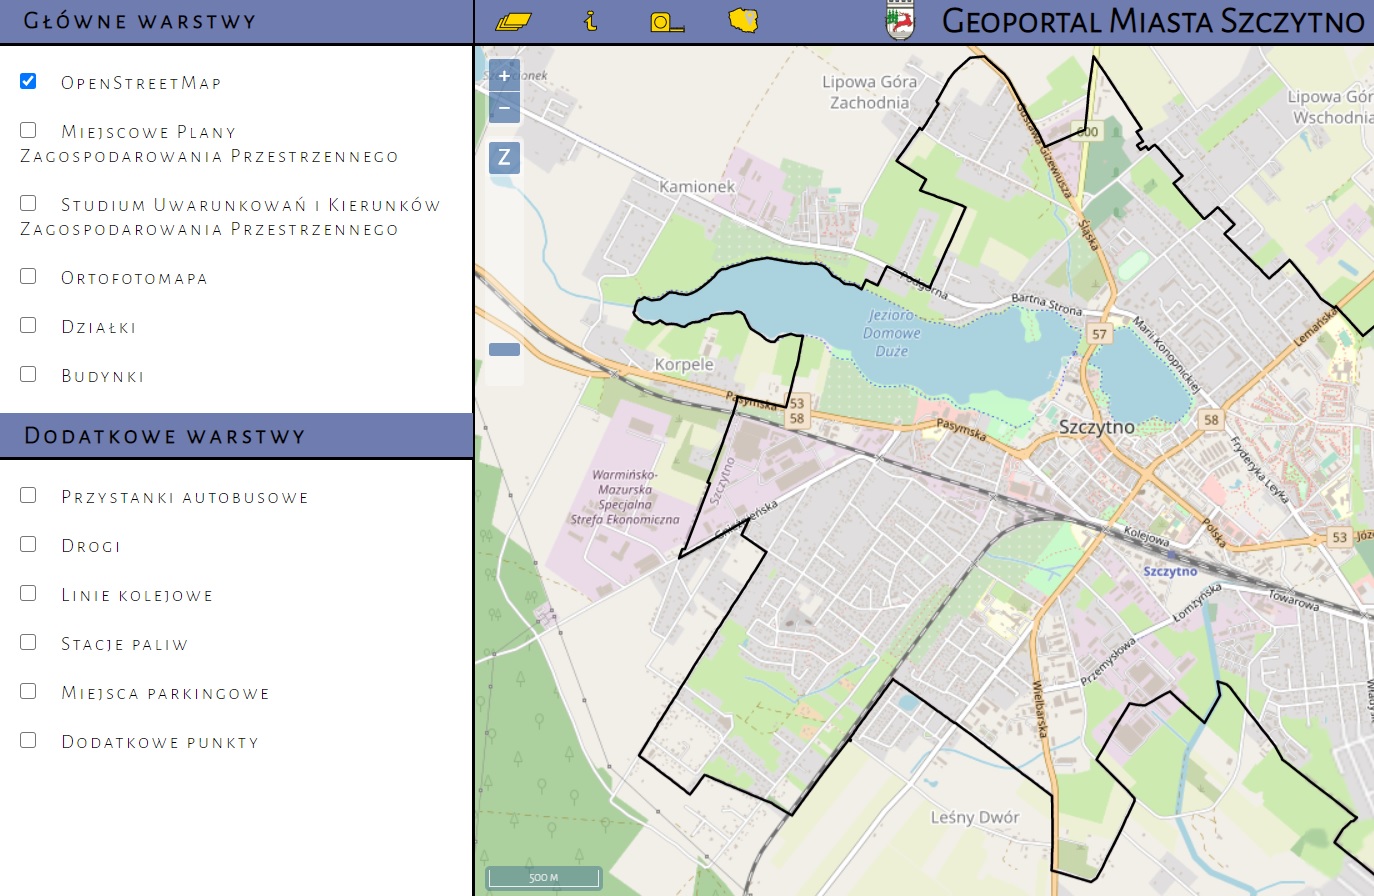 Główne warstwy
OpenStreetMap
Miejscowe Plany
Zagospodarowania Przestrzennego
Studium Uwarunkowań i Kierunków
Zagospodarowania Przestrzennego
Ortofotomapa
Działki
Budynki
Dodatkowe warstwy
Przystanki autobusowe
Drogi
Linie kolejowe
Stacje paliw
Miejsca parkingowe
Dodatkowe punkty
Geoportal Miasta Szczytno
+
−
Z
Lipowa Góra
Zachodnia
Lipowa Gór
Wschodnia
600
Gustawa Gizewiusza
Kamionek
Śląska
Podgórna
Bartna Strona
Jezioro
Domowe
Duże
57
Marii Konopnickiej
Lemańska
Korpele
Pasymska
53
58
Pasymska
Szczytno
58
Fryderyka Leyka
Warmińsko-
Mazurska
Specjalna
Strefa Ekonomiczna
Szczytno
Polska
Kolejowa
53
Szczytno
Łomżyńska
Towarowa
Przemysłowa
Wielbarska
Leśny Dwór
500 m